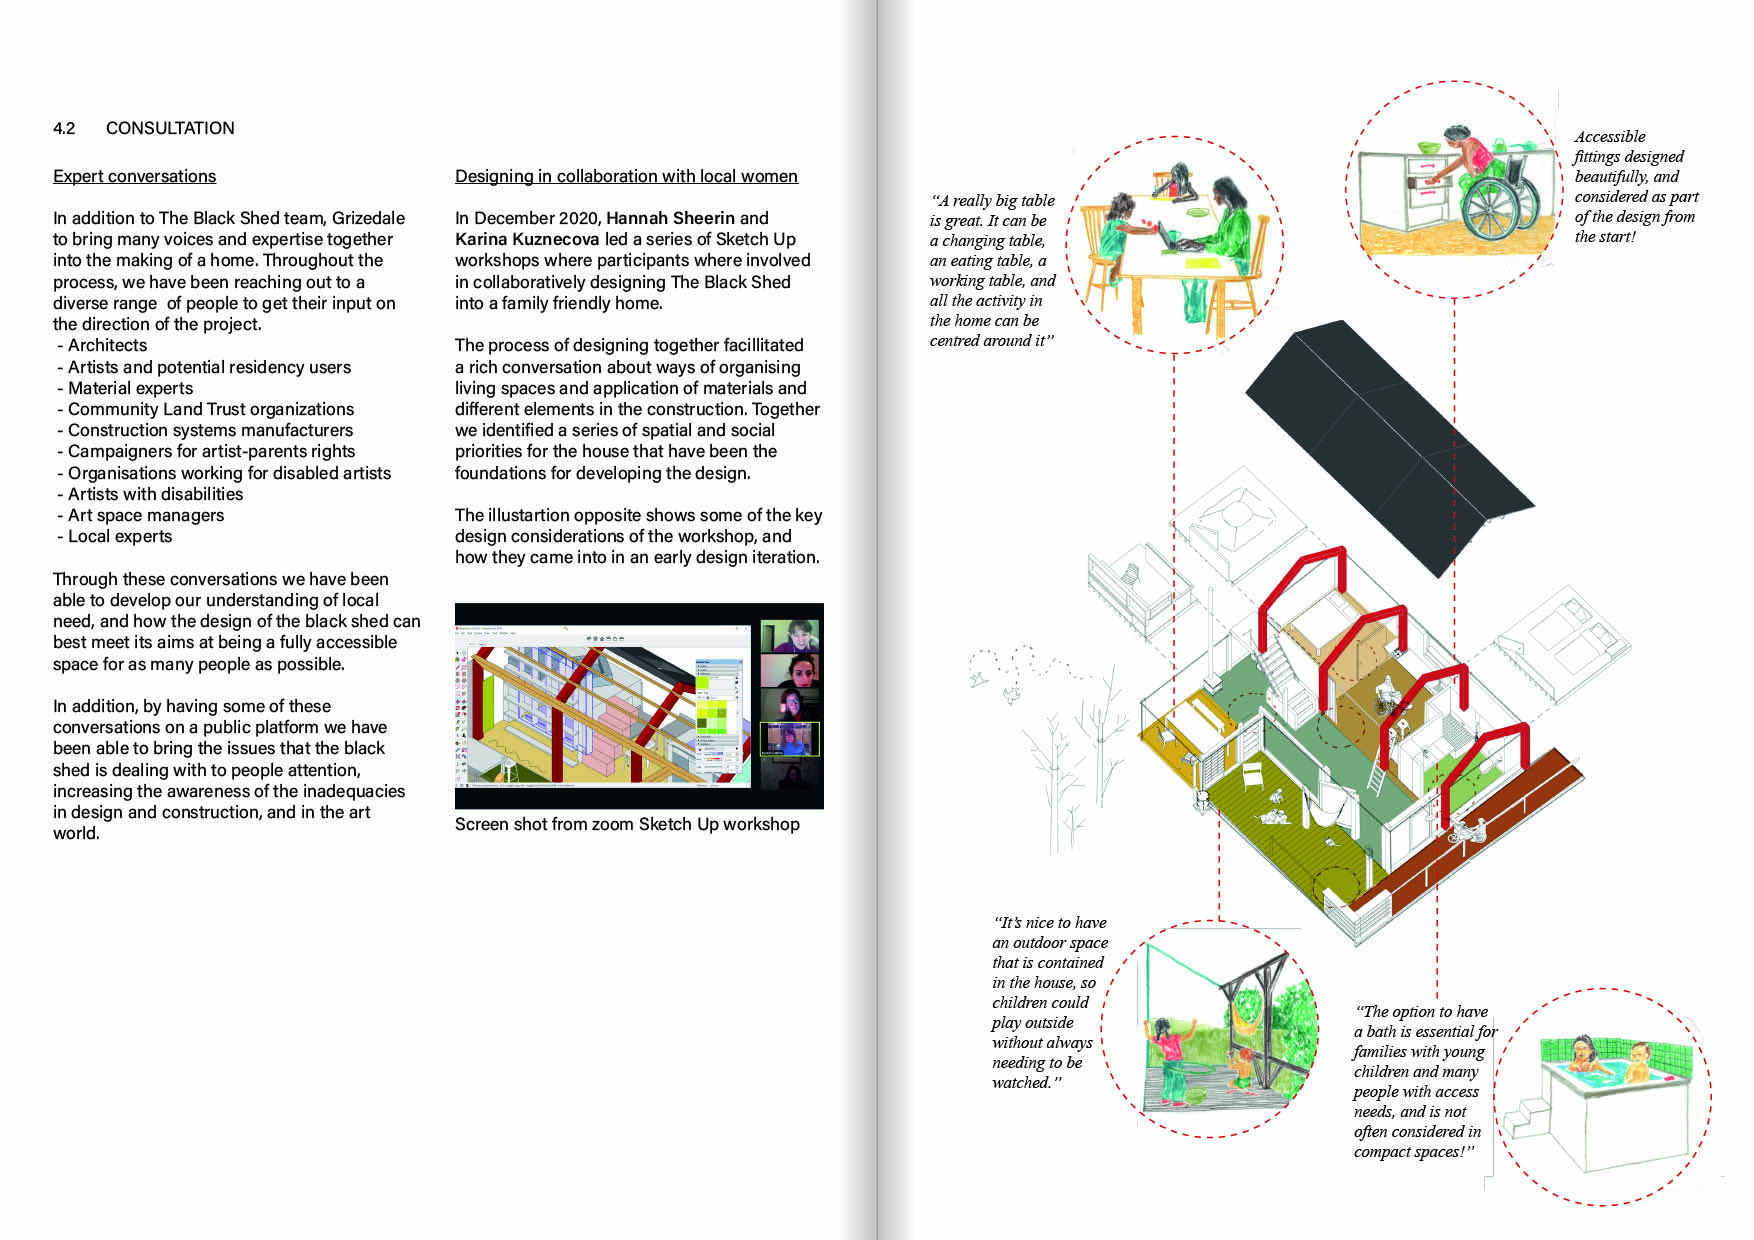 4.2 CONSULTATION
Expert conversations
In addition to The Black Shed team, Grizedale
to bring many voices and expertise together
into the making of a home. Throughout the
process, we have been reaching out to a
diverse range of people to get their input on
the direction of the project.
- Architects
- Artists and potential residency users
- Material experts
- Community Land Trust organizations
- Construction systems manufacturers
- Campaigners for artist-parents rights
- Organisations working for disabled artists
- Artists with disabilities
- Art space managers
- Local experts
Through these conversations we have been
able to develop our understanding of local
need, and how the design of the black shed can
best meet its aims at being a fully accessible
space for as many people as possible.
In addition, by having some of these
conversations on a public platform we have
been able to bring the issues that the black
shed is dealing with to people attention,
increasing the awareness of the inadequacies
in design and construction, and in the art
world.
Designing in collaboration with local women
In December 2020, Hannah Sheerin and
Karina Kuznecova led a series of Sketch Up
workshops where participants where involved
in collaboratively designing The Black Shed
into a family friendly home.
The process of designing together facillitated
a rich conversation about ways of organising
living spaces and application of materials and
different elements in the construction. Together
we identified a series of spatial and social
priorities for the house that have been the
foundations for developing the design.
The illustartion opposite shows some of the key
design considerations of the workshop, and
how they came into in an early design iteration.
Screen shot from zoom Sketch Up workshop
“A really big table
is great. It can be
a changing table,
an eating table, a
working table, and
all the activity in
the home can be
centred around it”
Accessible
fittings designed
beautifully, and
considered as part
of the design from
the start!
“It’s nice to have
an outdoor space
that is contained
in the house, so
children could
play outside
without always
needing to be
watched.”
“The option to have
a bath is essential for
families with young
children and many
people with access
needs, and is not
often considered in
compact spaces!”